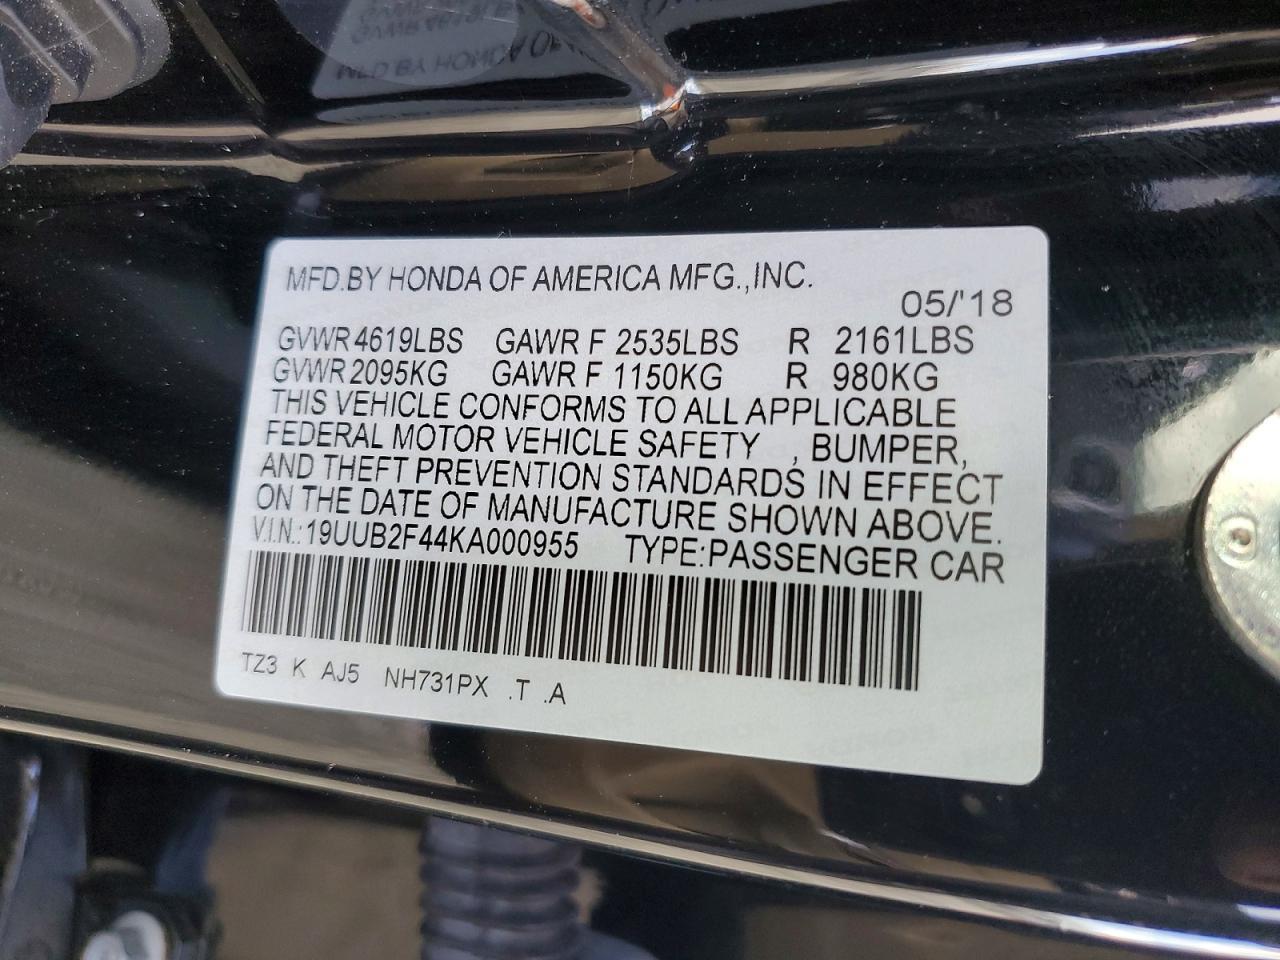 MFD.BY HONDA OF AMERICA MFG.,INC.
05/'18
GVWR 4619LBS GAWR F 2535LBS R 2161LBS
GVWR 2095KG GAWR F 1150KG R 980KG
THIS VEHICLE CONFORMS TO ALL APPLICABLE
FEDERAL MOTOR VEHICLE SAFETY , BUMPER,
AND THEFT PREVENTION STANDARDS IN EFFECT
ON THE DATE OF MANUFACTURE SHOWN ABOVE.
V.I.N.:19UUB2F44KA000955 TYPE:PASSENGER CAR
TZ3 K AJ5 NH731PX .T .A